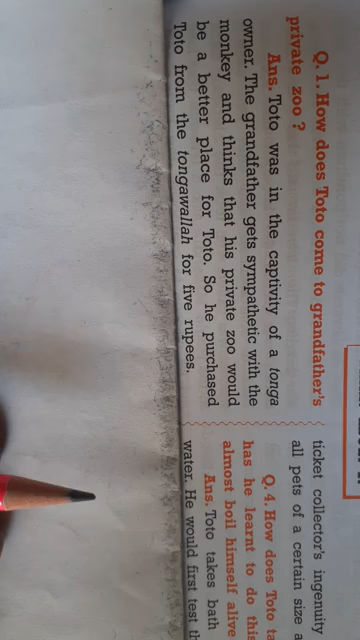 Q. 1. How does Toto come to grandfather's
private zoo ?
Ans. Toto was in the captivity of a tonga
owner. The grandfather gets sympathetic with the
monkey and thinks that his private zoo would
be a better place for Toto. So he purchased
Toto from the tongawallah for five rupees.
ticket collector's ingenuity
all pets of a certain size a
Q. 4. How does Toto ta
has he learnt to do this
almost boil himself alive
Ans. Toto takes bath
water. He would first test th